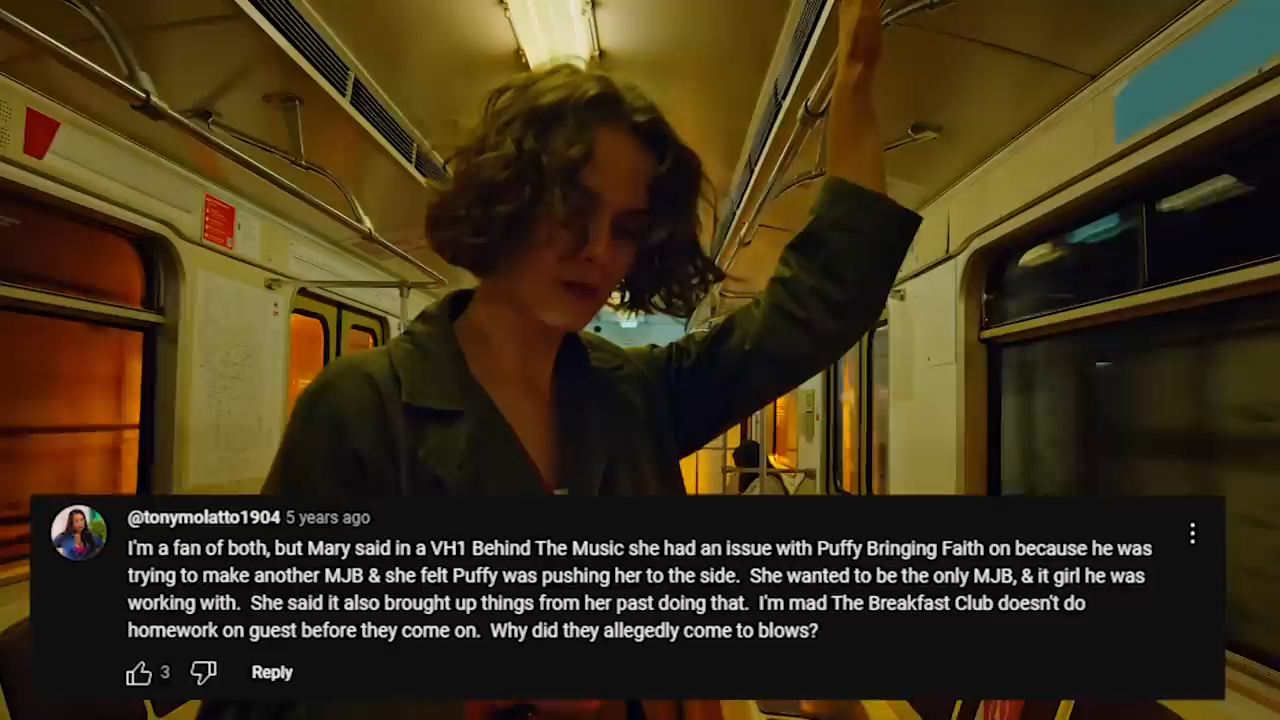 @tonymolatto1904 5 years ago
I'm a fan of both, but Mary said in a VH1 Behind The Music she had an issue with Puffy Bringing Faith on because he was
trying to make another MJB & she felt Puffy was pushing her to the side. She wanted to be the only MJB, & it girl he was
working with. She said it also brought up things from her past doing that. I'm mad The Breakfast Club doesn't do
homework on guest before they come on. Why did they allegedly come to blows?
3 Reply